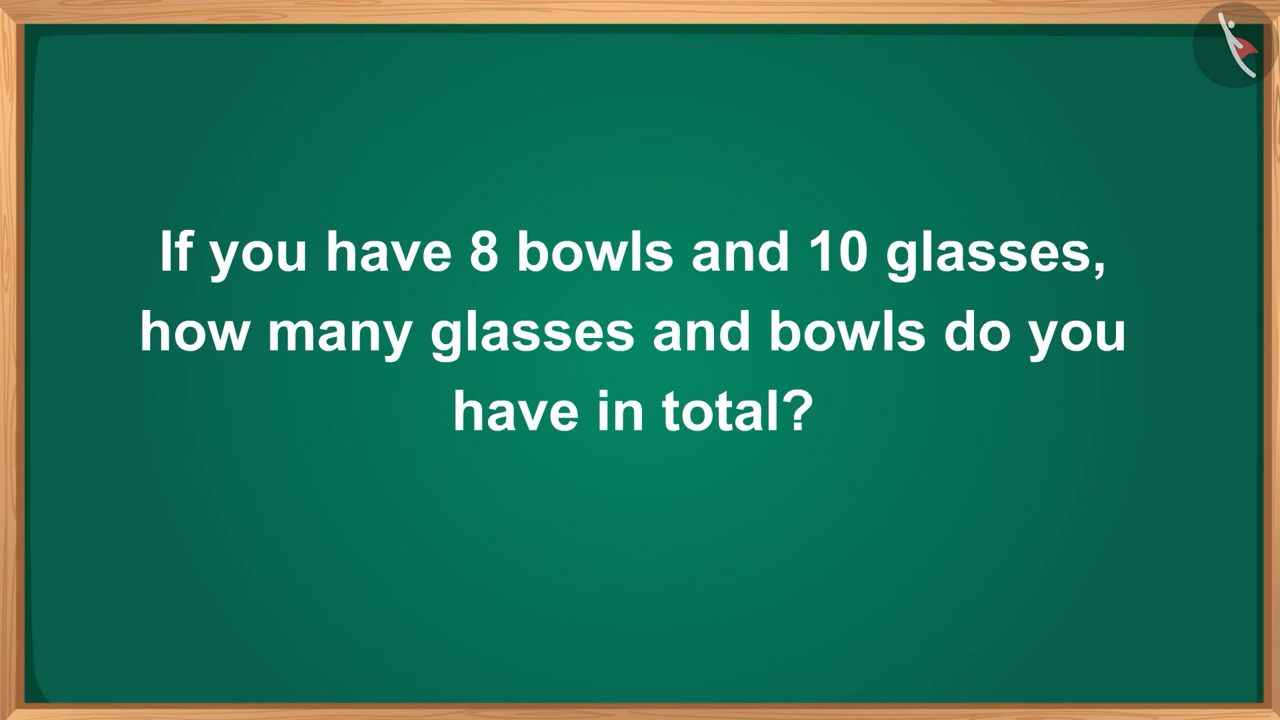 If you have 8 bowls and 10 glasses,
how many glasses and bowls do you
have in total?